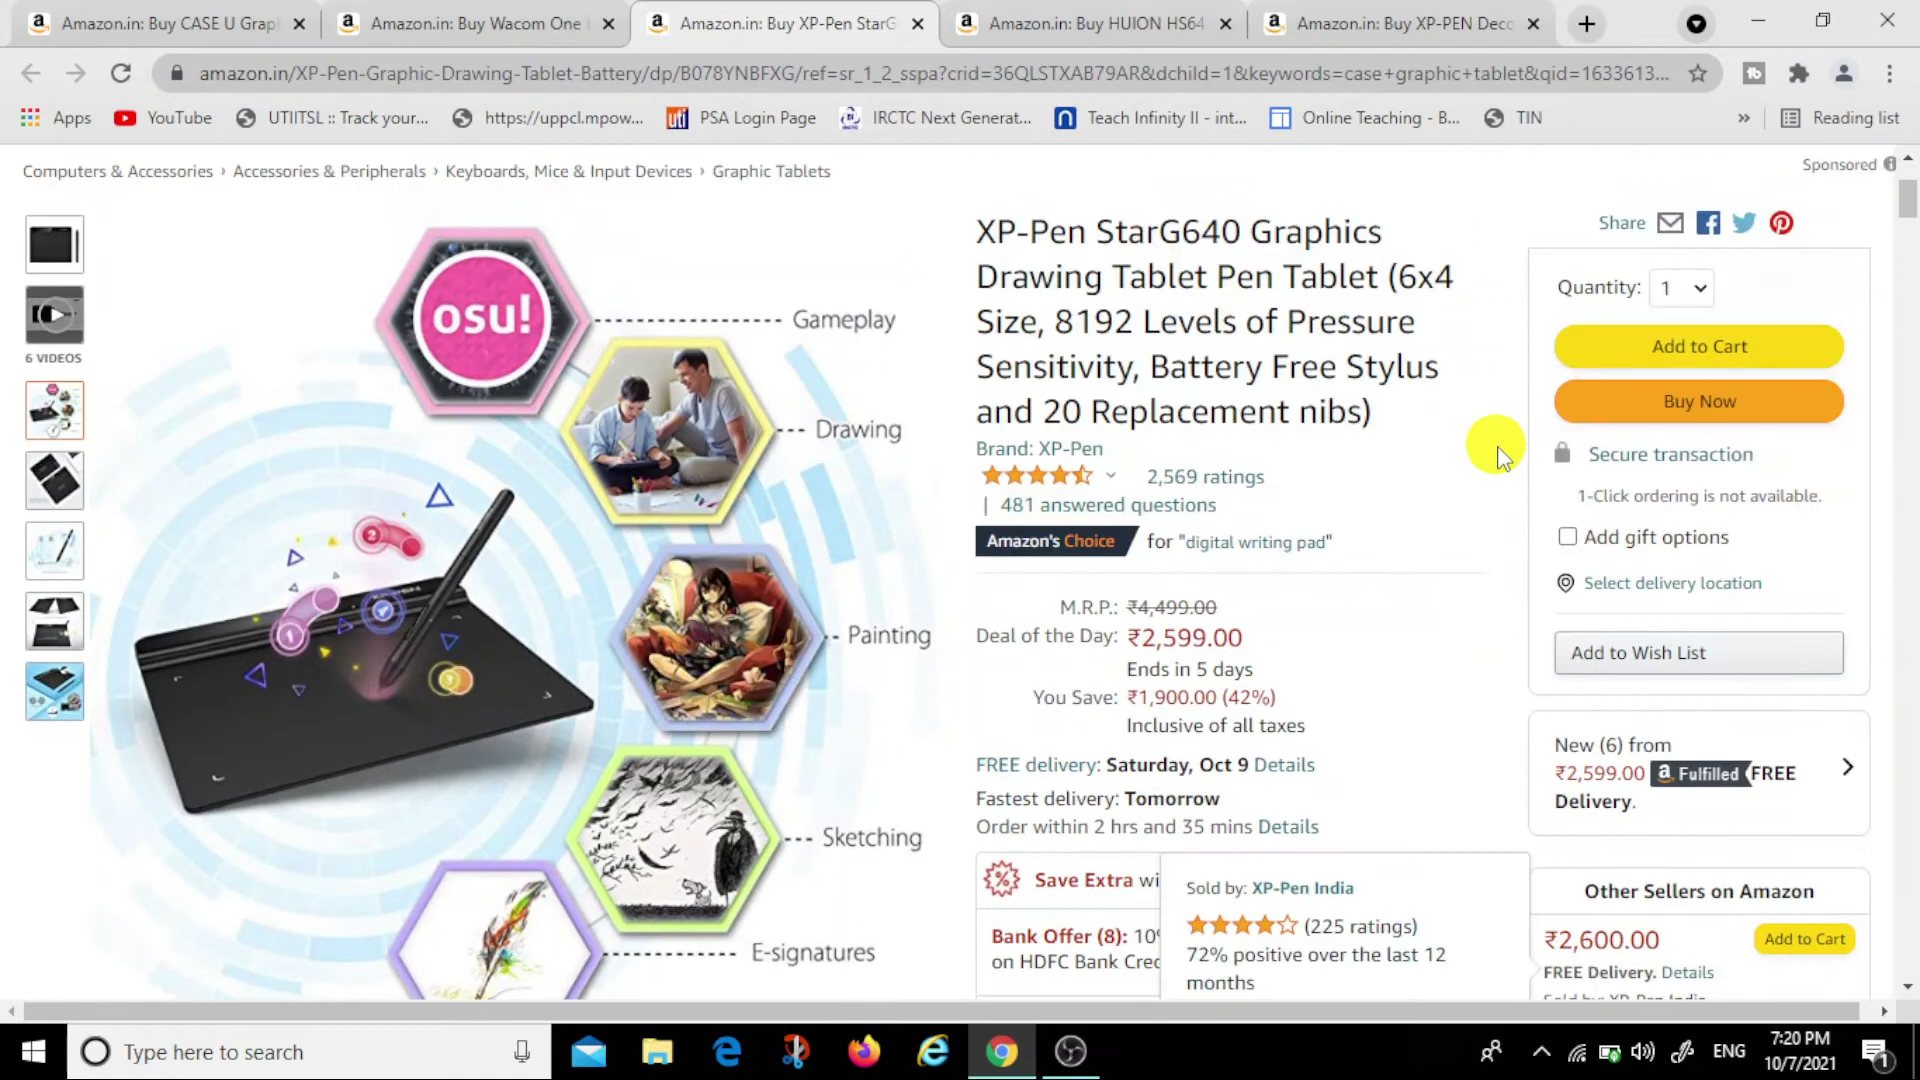 Amazon.in: Buy CASE U Grap
Amazon.in: Buy Wacom One
Amazon.in: Buy XP-Pen StarG
Amazon.in: Buy HUION HS64
Amazon.in: Buy XP-PEN Deco
amazon.in/XP-Pen-Graphic-Drawing-Tablet-Battery/dp/B078YNBFXG/ref=sr_1_2_sspa?crid=36QLSTXAB79AR&dchild=1&keywords=case+graphic+tablet&qid=1633613...
Apps YouTube UTIITSL :: Track your... https://uppcl.mpow... uti PSA Login Page IRCTC Next Generat... Teach Infinity II - int... Online Teaching - B... TIN » Reading list
Computers & Accessories › Accessories & Peripherals › Keyboards, Mice & Input Devices › Graphic Tablets
Sponsored
6 VIDEOS
osu!
Gameplay
Drawing
Painting
Sketching
E-signatures
XP-Pen StarG640 Graphics
Drawing Tablet Pen Tablet (6x4
Size, 8192 Levels of Pressure
Sensitivity, Battery Free Stylus
and 20 Replacement nibs)
Brand: XP-Pen
2,569 ratings
| 481 answered questions
Amazon's Choice for "digital writing pad"
M.R.P.: ₹4,499.00
Deal of the Day: ₹2,599.00
Ends in 5 days
You Save: ₹1,900.00 (42%)
Inclusive of all taxes
FREE delivery: Saturday, Oct 9 Details
Fastest delivery: Tomorrow
Order within 2 hrs and 35 mins Details
Save Extra wi
Bank Offer (8): 10%
on HDFC Bank Cred
Sold by: XP-Pen India
(225 ratings)
72% positive over the last 12
months
Share
Quantity: 1
Add to Cart
Buy Now
Secure transaction
1-Click ordering is not available.
Add gift options
Select delivery location
Add to Wish List
New (6) from
₹2,599.00 Fulfilled FREE
Delivery.
Other Sellers on Amazon
₹2,600.00 Add to Cart
FREE Delivery. Details
Sold by: XP-Pen India
Type here to search
ENG
7:20 PM
10/7/2021
1